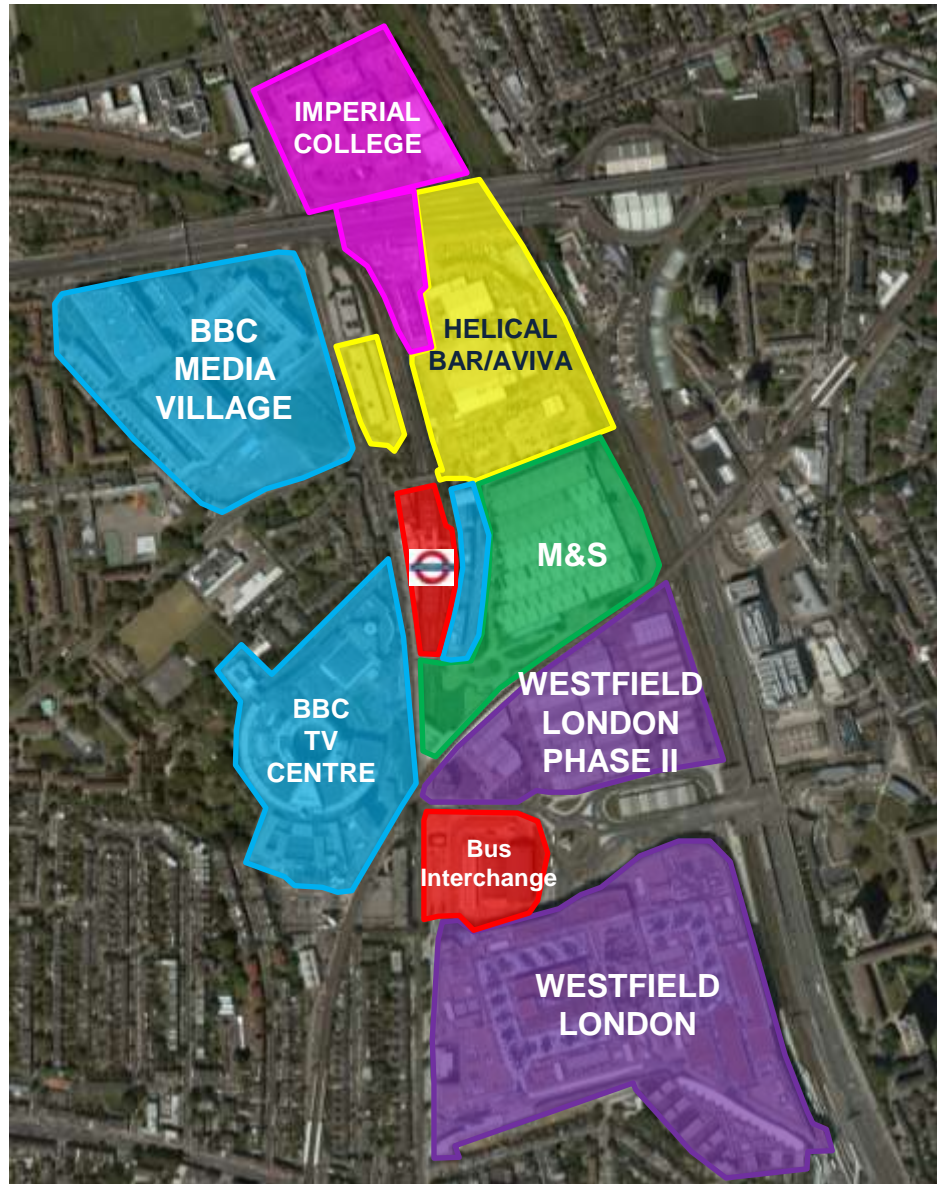 IMPERIAL
COLLEGE
HELICAL
BAR/AVIVA
BBC
MEDIA
VILLAGE
M&S
WESTFIELD
LONDON
PHASE II
BBC
TV
CENTRE
Bus
Interchange
WESTFIELD
LONDON